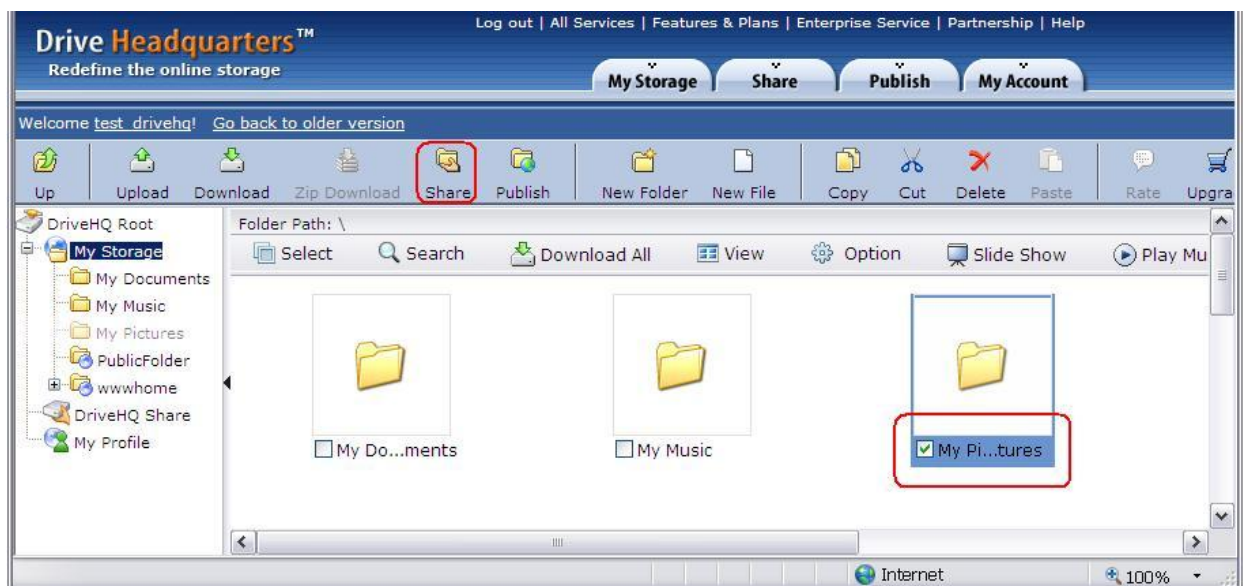 Log out | All Services | Features & Plans | Enterprise Service | Partnership | Help
Drive Headquarters™
Redefine the online storage
My Storage Share Publish My Account
Welcome test_drivehq! Go back to older version
Up Upload Download Zip Download Share Publish New Folder New File Copy Cut Delete Paste Rate Upgra
DriveHQ Root
My Storage
My Documents
My Music
My Pictures
PublicFolder
wwwhome
DriveHQ Share
My Profile
Folder Path: \
Select Search Download All View Option Slide Show Play Mu
My Do...ments My Music My Pi...tures
Internet 100%